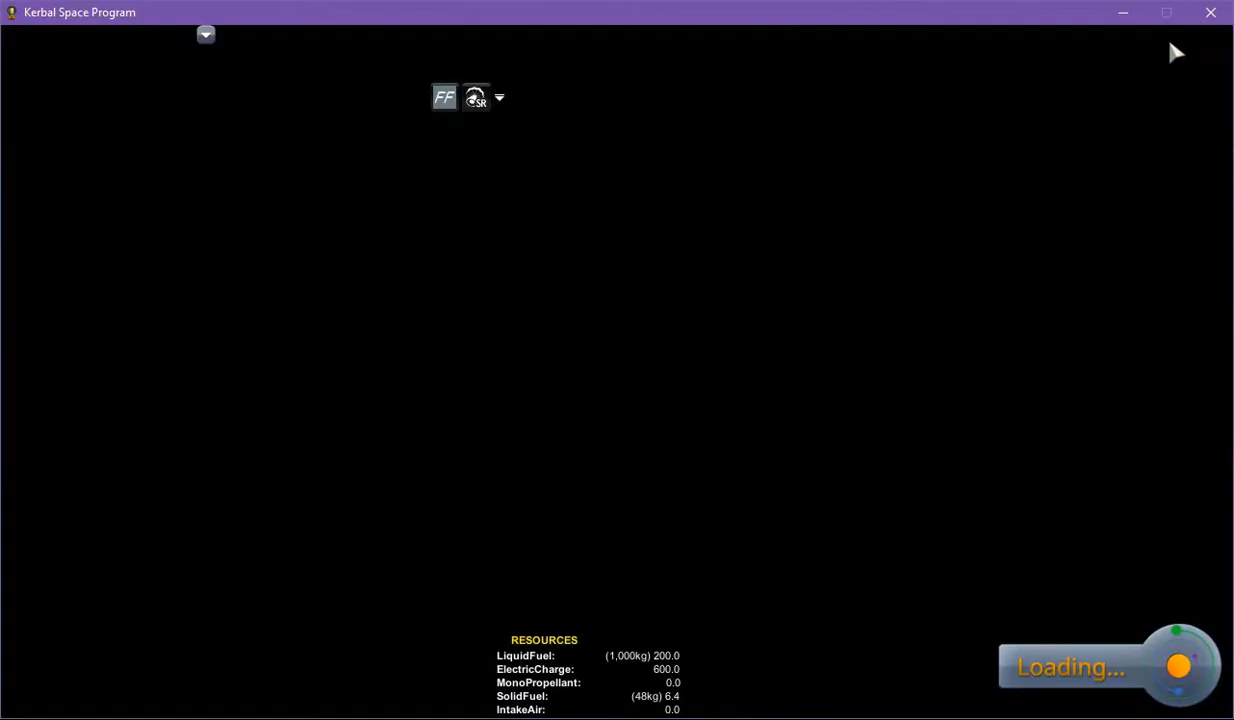 Kerbal Space Program
FF SR
RESOURCES
LiquidFuel: (1,000kg) 200.0
ElectricCharge: 600.0
MonoPropellant: 0.0
SolidFuel: (48kg) 6.4
IntakeAir: 0.0
Loading...